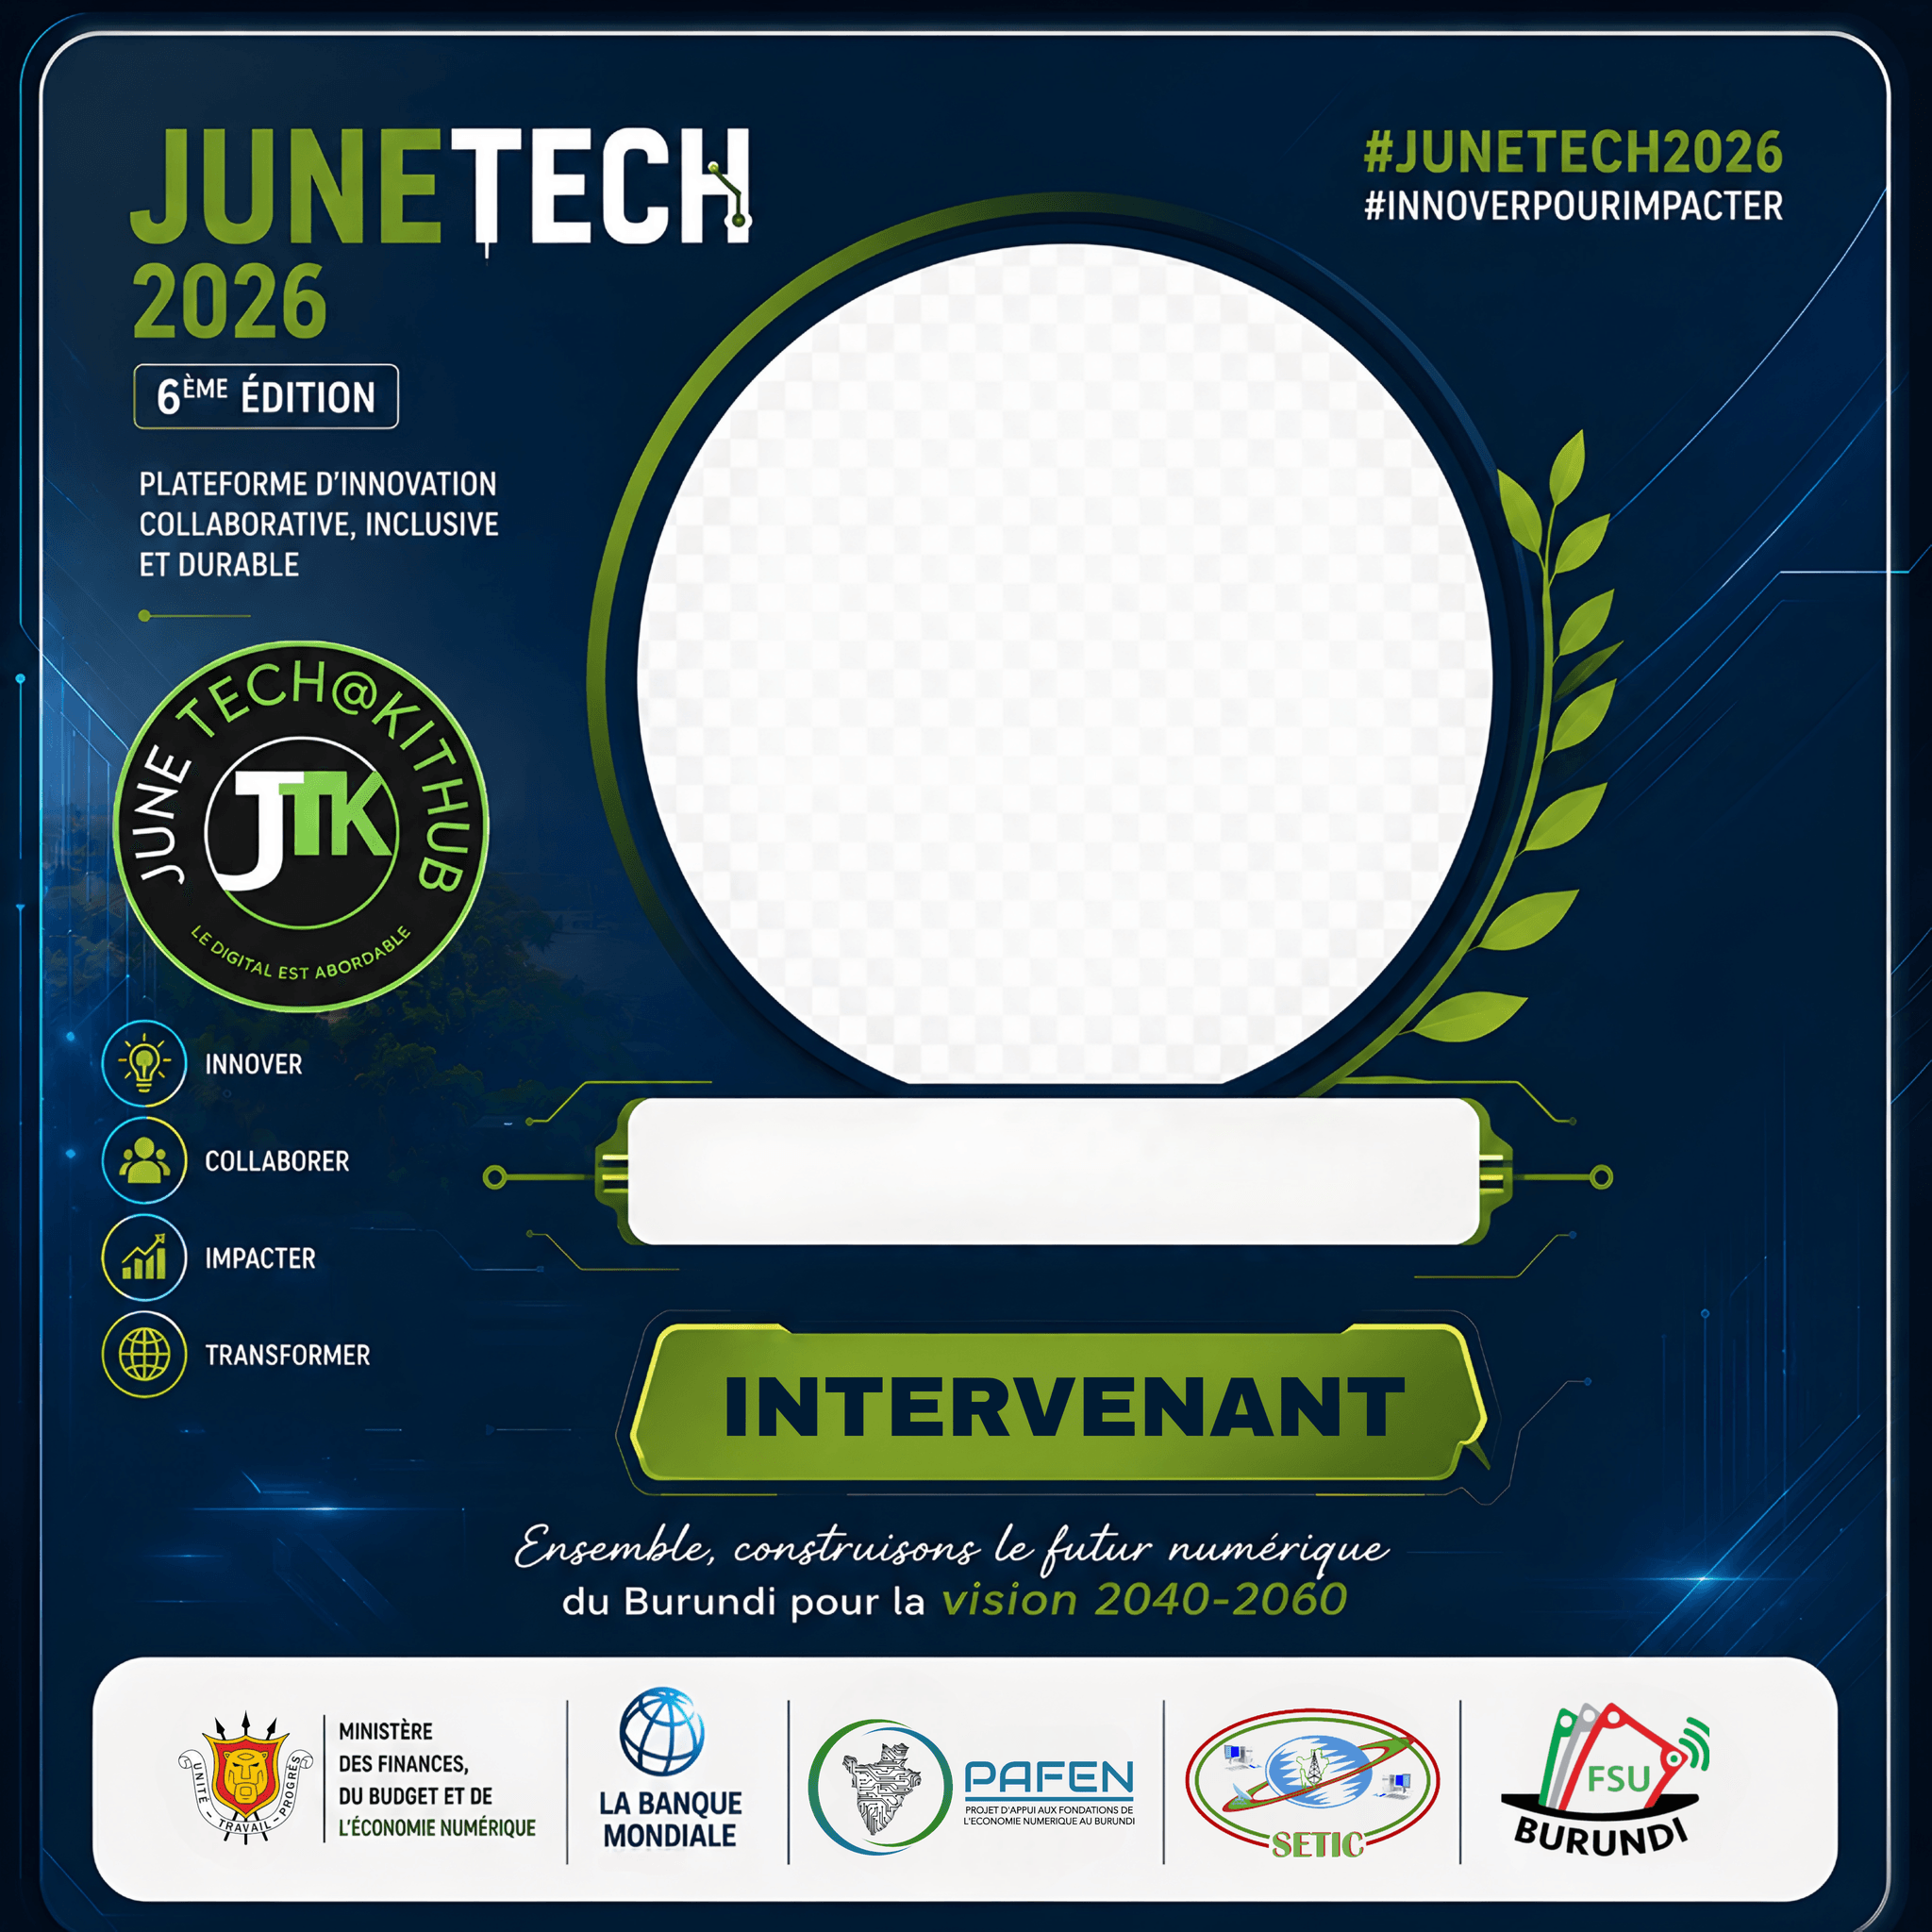 JUNETECH
2026
6ÈME ÉDITION
PLATEFORME D'INNOVATION
COLLABORATIVE, INCLUSIVE
ET DURABLE
#JUNETECH2026
#INNOVERPOURIMPACTER
JUNE TECH@KITHUB
JTK
LE DIGITAL EST ABORDABLE
INNOVER
COLLABORER
IMPACTER
TRANSFORMER
INTERVENANT
Ensemble, construisons le futur numérique
du Burundi pour la vision 2040-2060
UNITÉ - TRAVAIL - PROGRÈS
MINISTÈRE
DES FINANCES,
DU BUDGET ET DE
L'ÉCONOMIE NUMÉRIQUE
LA BANQUE
MONDIALE
PAFEN
PROJET D'APPUI AUX FONDATIONS DE
L'ECONOMIE NUMERIQUE AU BURUNDI
SETIC
FSU
BURUNDI